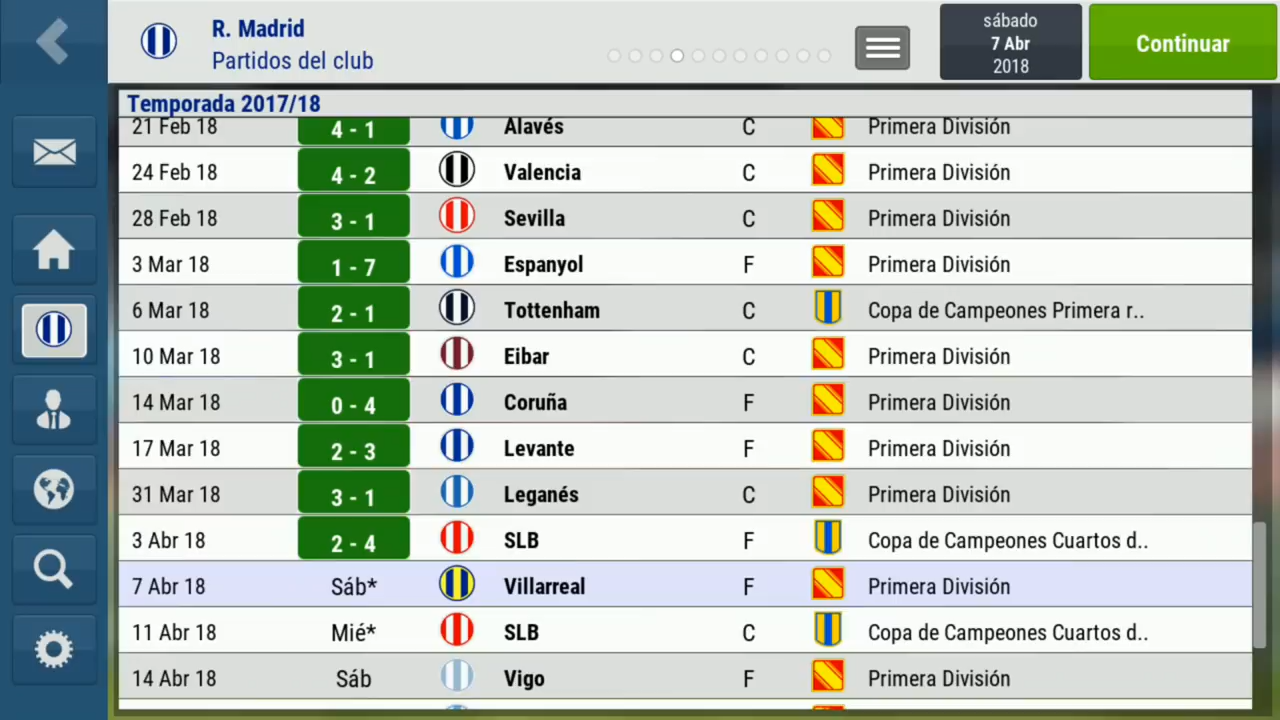 R. Madrid
Partidos del club
sábado
7 Abr
2018
Continuar
Temporada 2017/18
21 Feb 18 4 - 1 Alavés C Primera División
24 Feb 18 4 - 2 Valencia C Primera División
28 Feb 18 3 - 1 Sevilla C Primera División
3 Mar 18 1 - 7 Espanyol F Primera División
6 Mar 18 2 - 1 Tottenham C Copa de Campeones Primera r..
10 Mar 18 3 - 1 Eibar C Primera División
14 Mar 18 0 - 4 Coruña F Primera División
17 Mar 18 2 - 3 Levante F Primera División
31 Mar 18 3 - 1 Leganés C Primera División
3 Abr 18 2 - 4 SLB F Copa de Campeones Cuartos d..
7 Abr 18 Sáb* Villarreal F Primera División
11 Abr 18 Mié* SLB C Copa de Campeones Cuartos d..
14 Abr 18 Sáb Vigo F Primera División